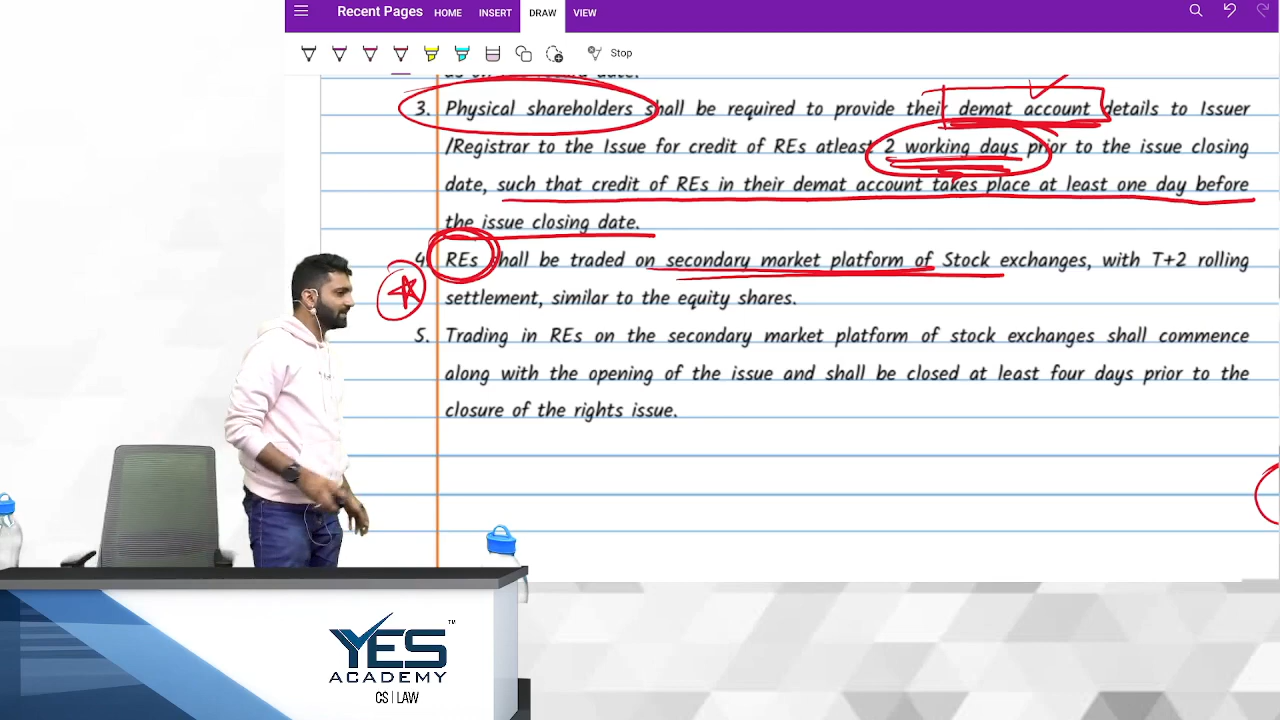 Recent Pages HOME INSERT DRAW VIEW
Stop
3. Physical shareholders shall be required to provide their demat account details to Issuer
/Registrar to the Issue for credit of REs atleast 2 working days prior to the issue closing
date, such that credit of REs in their demat account takes place at least one day before
the issue closing date.
4. REs shall be traded on secondary market platform of Stock exchanges, with T+2 rolling
settlement, similar to the equity shares.
5. Trading in REs on the secondary market platform of stock exchanges shall commence
along with the opening of the issue and shall be closed at least four days prior to the
closure of the rights issue.
YES™
ACADEMY
CS | LAW